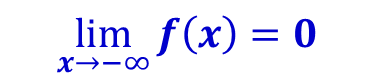 lim f(x) = 0
x→−∞